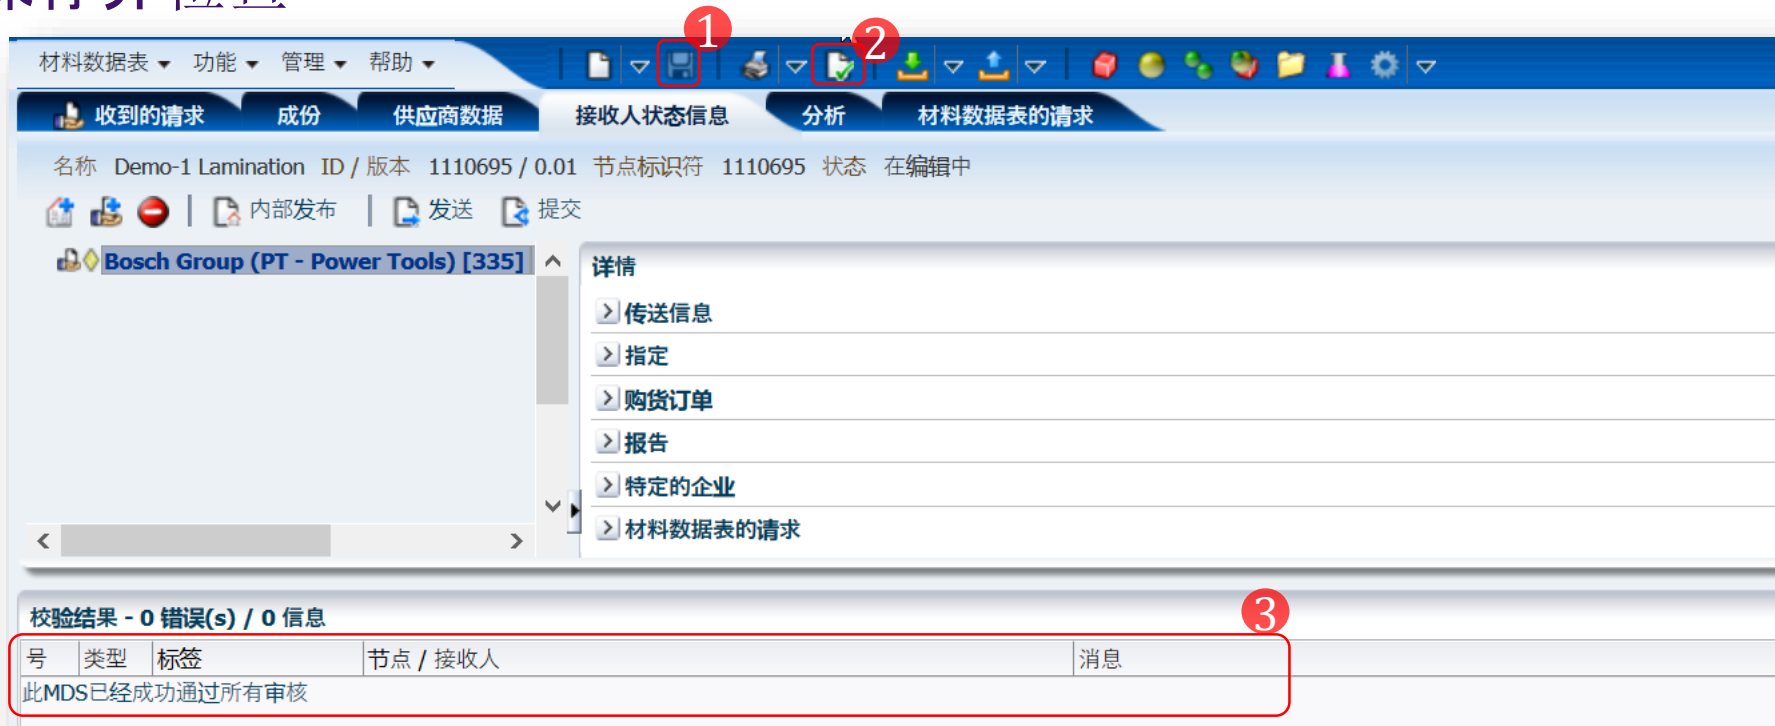 保存并检查
1 2
材料数据表 功能 管理 帮助
收到的请求 成份 供应商数据 接收人状态信息 分析 材料数据表的请求
名称 Demo-1 Lamination ID / 版本 1110695 / 0.01 节点标识符 1110695 状态 在编辑中
内部发布 发送 提交
Bosch Group (PT - Power Tools) [335]
详情
传送信息
指定
购货订单
报告
特定的企业
材料数据表的请求
3
校验结果 - 0 错误(s) / 0 信息
号 类型 标签 节点 / 接收人 消息
此MDS已经成功通过所有审核